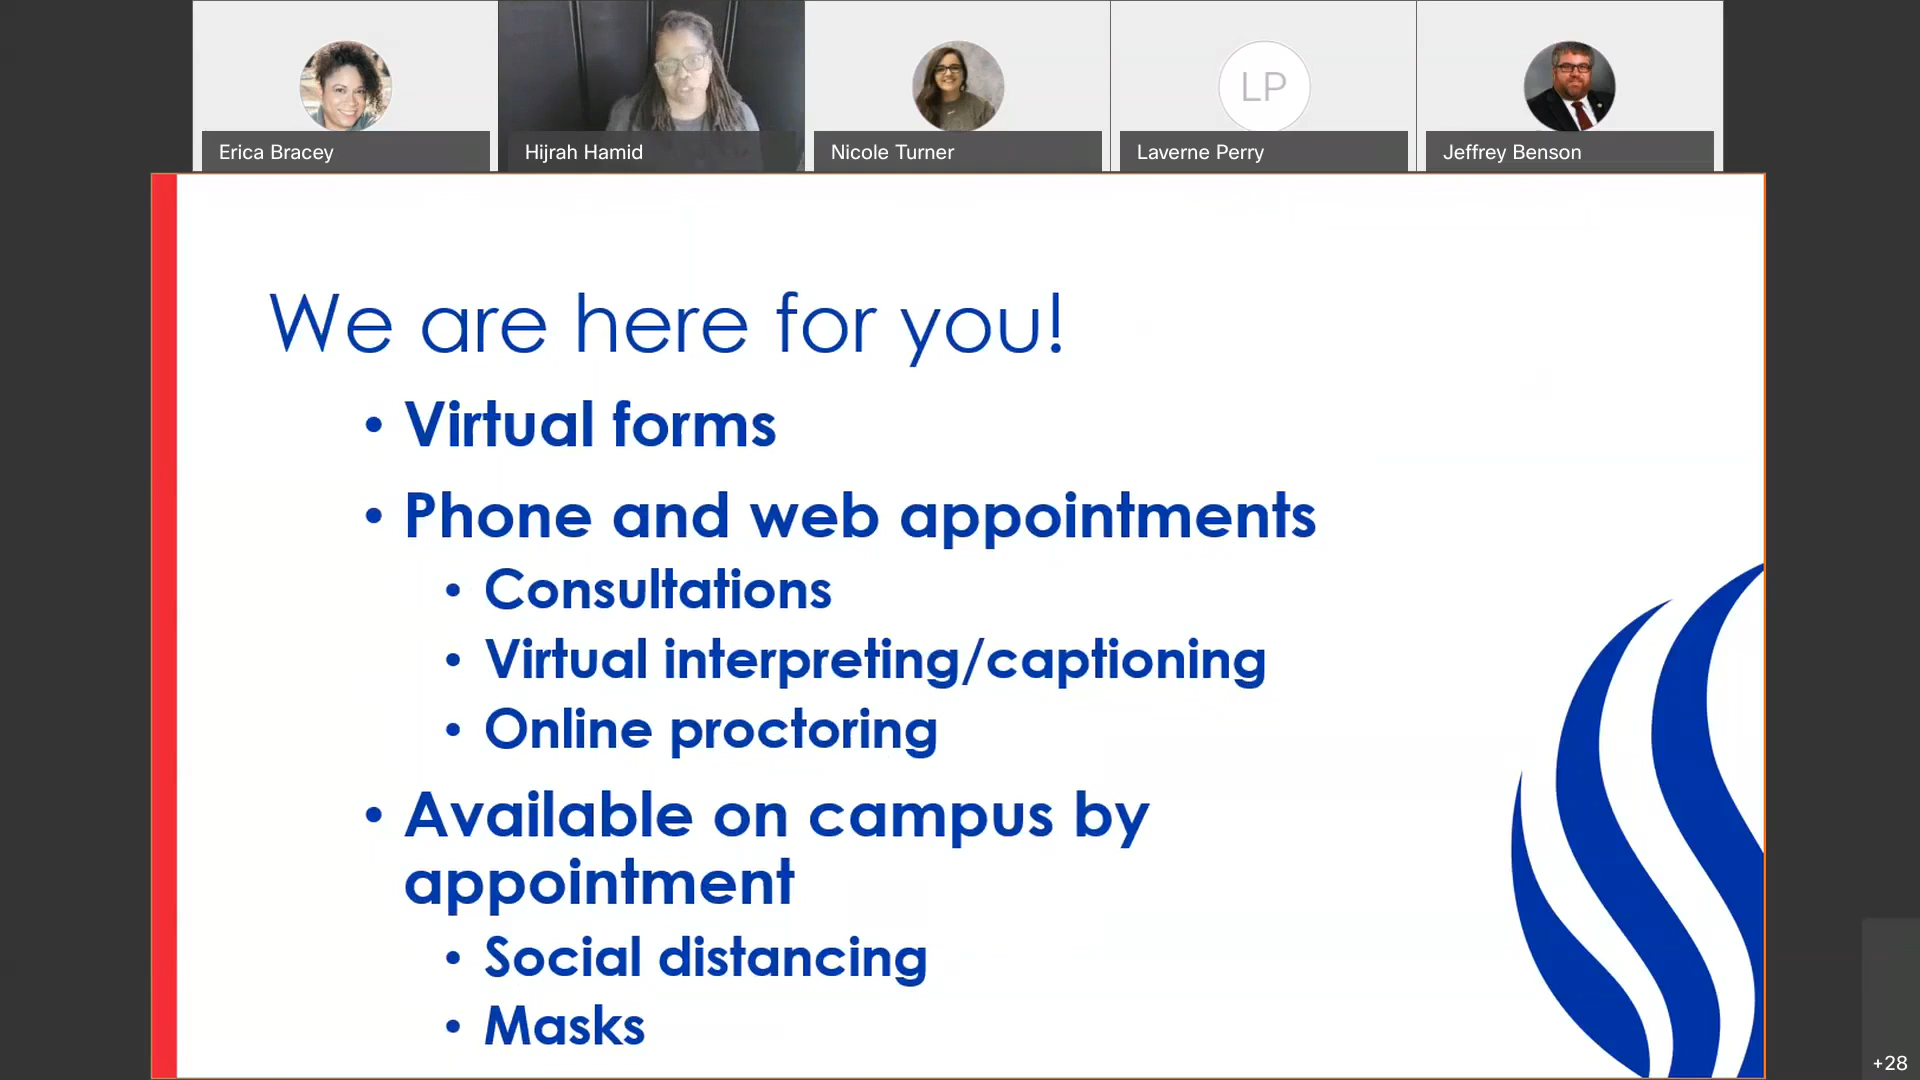 Erica Bracey
Hijrah Hamid
Nicole Turner
LP
Laverne Perry
Jeffrey Benson
We are here for you!
• Virtual forms
• Phone and web appointments
• Consultations
• Virtual interpreting/captioning
• Online proctoring
• Available on campus by
appointment
• Social distancing
• Masks
+28